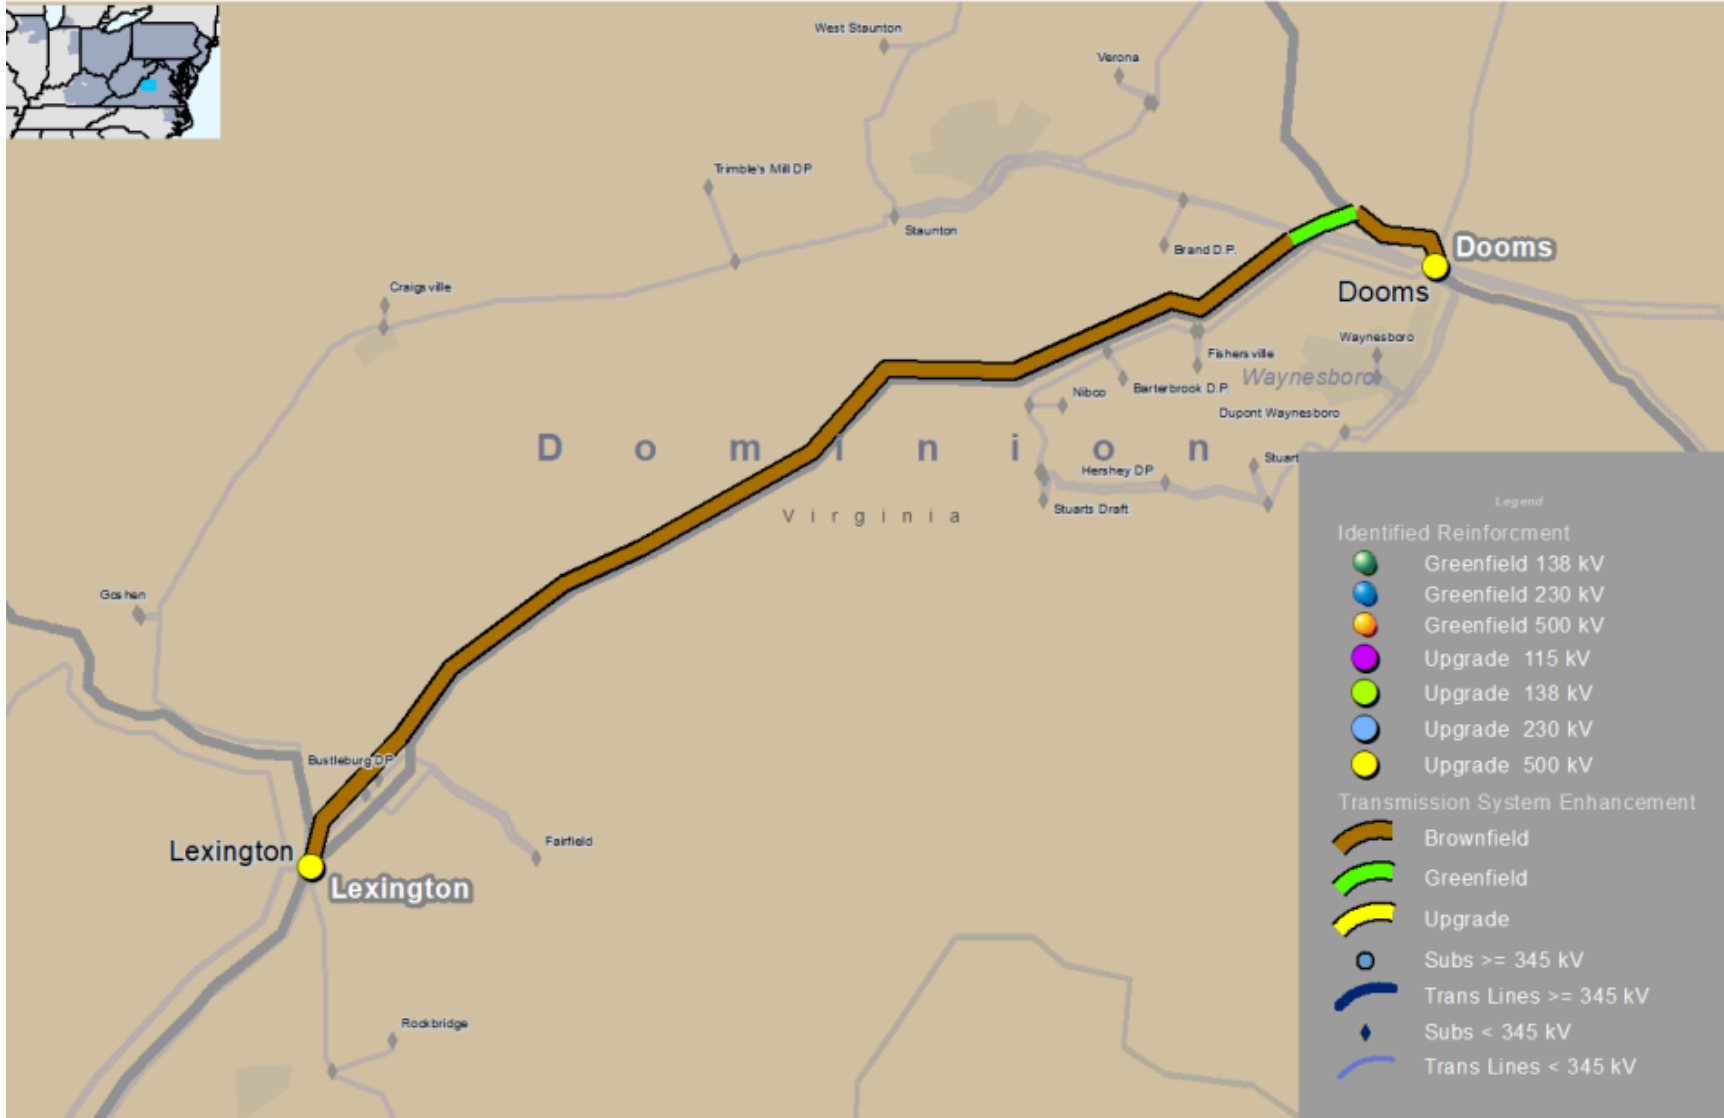 West Staunton
Verona
Trimble's Mill DP
Staunton
Brand D.P.
Dooms
Dooms
Craigsville
Waynesboro
Fishersville
Waynesboro
Barterbrook D.P.
Nibco
Dupont Waynesboro
Dominion
Stuart
Hershey DP
Stuarts Draft
Virginia
Goshen
Bustleburg DP
Fairfield
Lexington
Lexington
Rockbridge
Legend
Identified Reinforcment
Greenfield 138 kV
Greenfield 230 kV
Greenfield 500 kV
Upgrade 115 kV
Upgrade 138 kV
Upgrade 230 kV
Upgrade 500 kV
Transmission System Enhancement
Brownfield
Greenfield
Upgrade
Subs >= 345 kV
Trans Lines >= 345 kV
Subs < 345 kV
Trans Lines < 345 kV